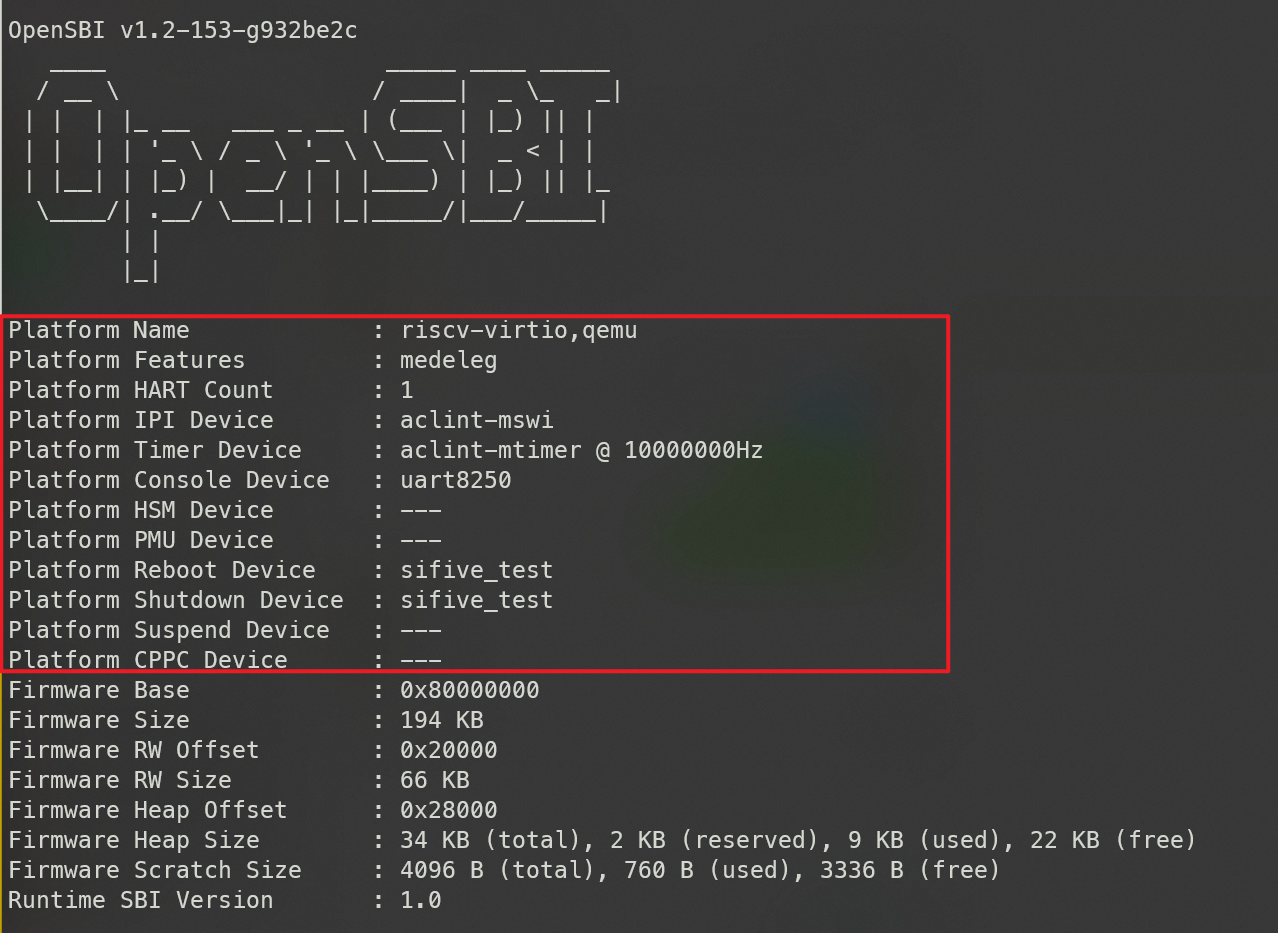 OpenSBI v1.2-153-g932be2c
   ____                    _____ ____ _____
  / __ \                  / ____|  _ \_   _|
 | |  | |_ __   ___ _ __ | (___ | |_) || |
 | |  | | '_ \ / _ \ '_ \ \___ \|  _ < | |
 | |__| | |_) |  __/ | | |____) | |_) || |_
  \____/| .__/ \___|_| |_|_____/|___/_____|
        | |
        |_|
Platform Name             : riscv-virtio,qemu
Platform Features         : medeleg
Platform HART Count       : 1
Platform IPI Device       : aclint-mswi
Platform Timer Device     : aclint-mtimer @ 10000000Hz
Platform Console Device   : uart8250
Platform HSM Device       : ---
Platform PMU Device       : ---
Platform Reboot Device    : sifive_test
Platform Shutdown Device  : sifive_test
Platform Suspend Device   : ---
Platform CPPC Device      : ---
Firmware Base             : 0x80000000
Firmware Size             : 194 KB
Firmware RW Offset        : 0x20000
Firmware RW Size          : 66 KB
Firmware Heap Offset      : 0x28000
Firmware Heap Size        : 34 KB (total), 2 KB (reserved), 9 KB (used), 22 KB (free)
Firmware Scratch Size     : 4096 B (total), 760 B (used), 3336 B (free)
Runtime SBI Version       : 1.0